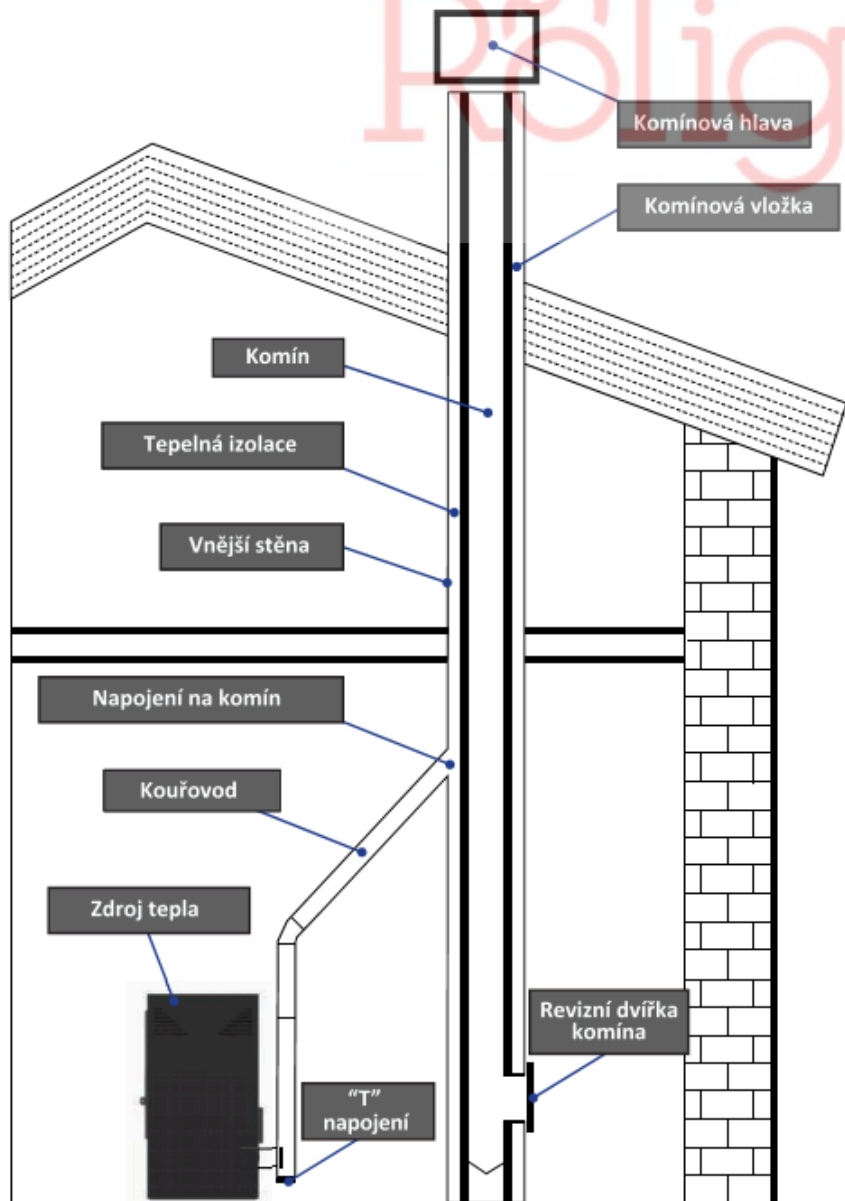 Rölig
Komínová hlava
Komínová vložka
Komín
Tepelná izolace
Vnější stěna
Napojení na komín
Kouřovod
Zdroj tepla
Revizní dvířka
komína
“T”
napojení